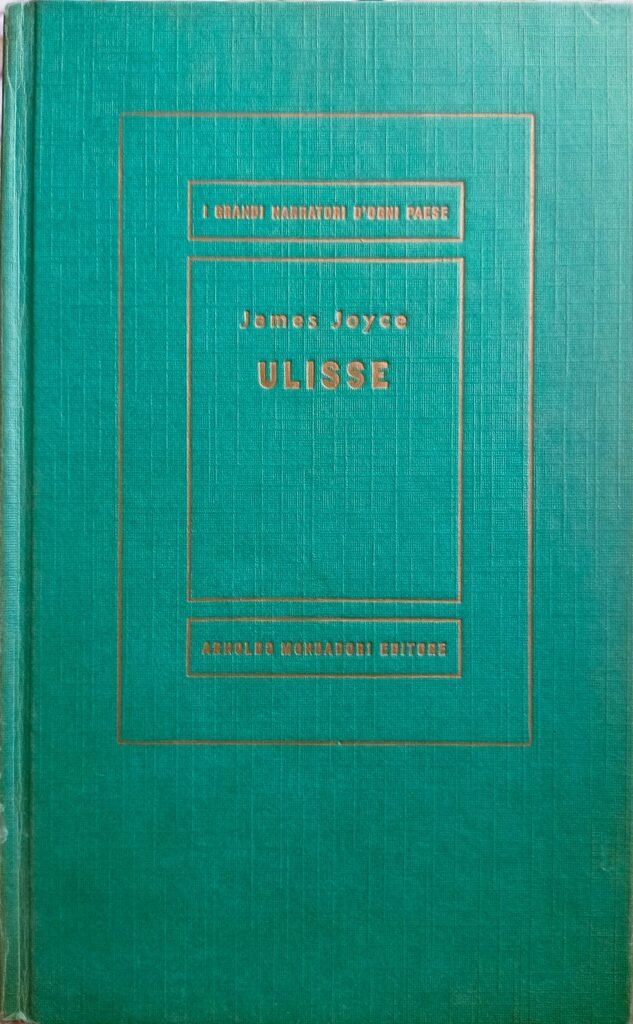 I GRANDI NARRATORI D'OGNI PAESE
James Joyce
ULISSE
ARNOLDO MONDADORI EDITORE